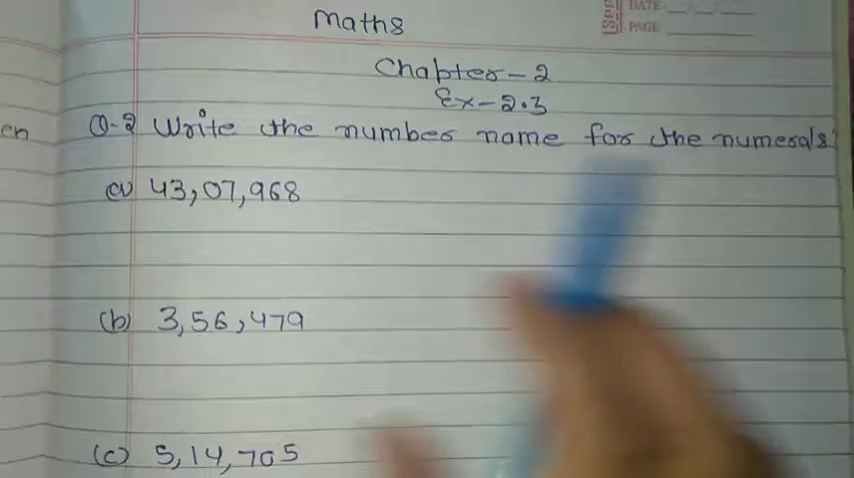 DATE
PAGE
Maths
Chapter-2
Ex-2.3
en
Q-2 Write the number name for the numerals:
(a) 43,07,968
(b) 3,56,479
(c) 5,14,705